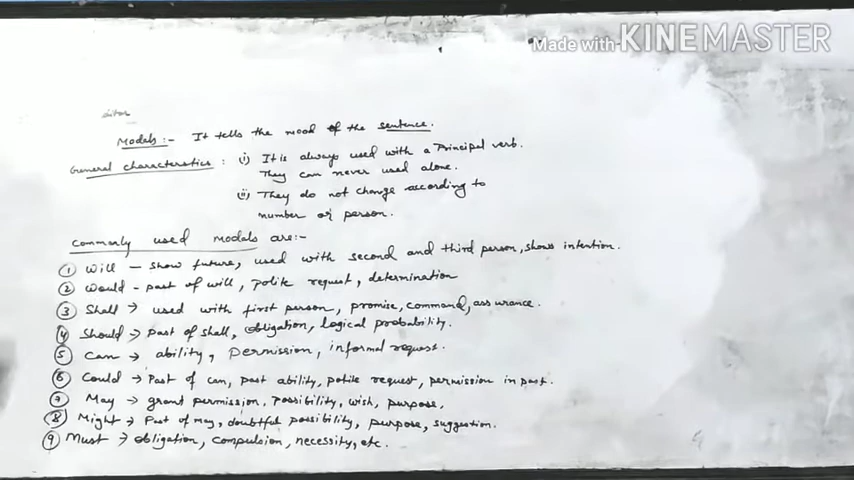 Made with KINEMASTER
Modals:- It tells the mood of the sentence.
General characteristics : (i) It is always used with a Principal verb.
They can never used alone.
(ii) They do not change according to
number or person.
Commonly used modals are:-
① Will – show future, used with second and third person, shows intention.
② Would - past of will, polite request, determination
③ Shall → used with first person, promise, command, assurance.
④ Should → past of shall, obligation, logical probability.
⑤ Can → ability, permission, informal request.
⑥ Could → Past of can, past ability, polite request, permission in past.
⑦ May → grant permission, possibility, wish, purpose,
⑧ Might → Past of may, doubtful possibility, purpose, suggestion.
⑨ Must → obligation, compulsion, necessity, etc.